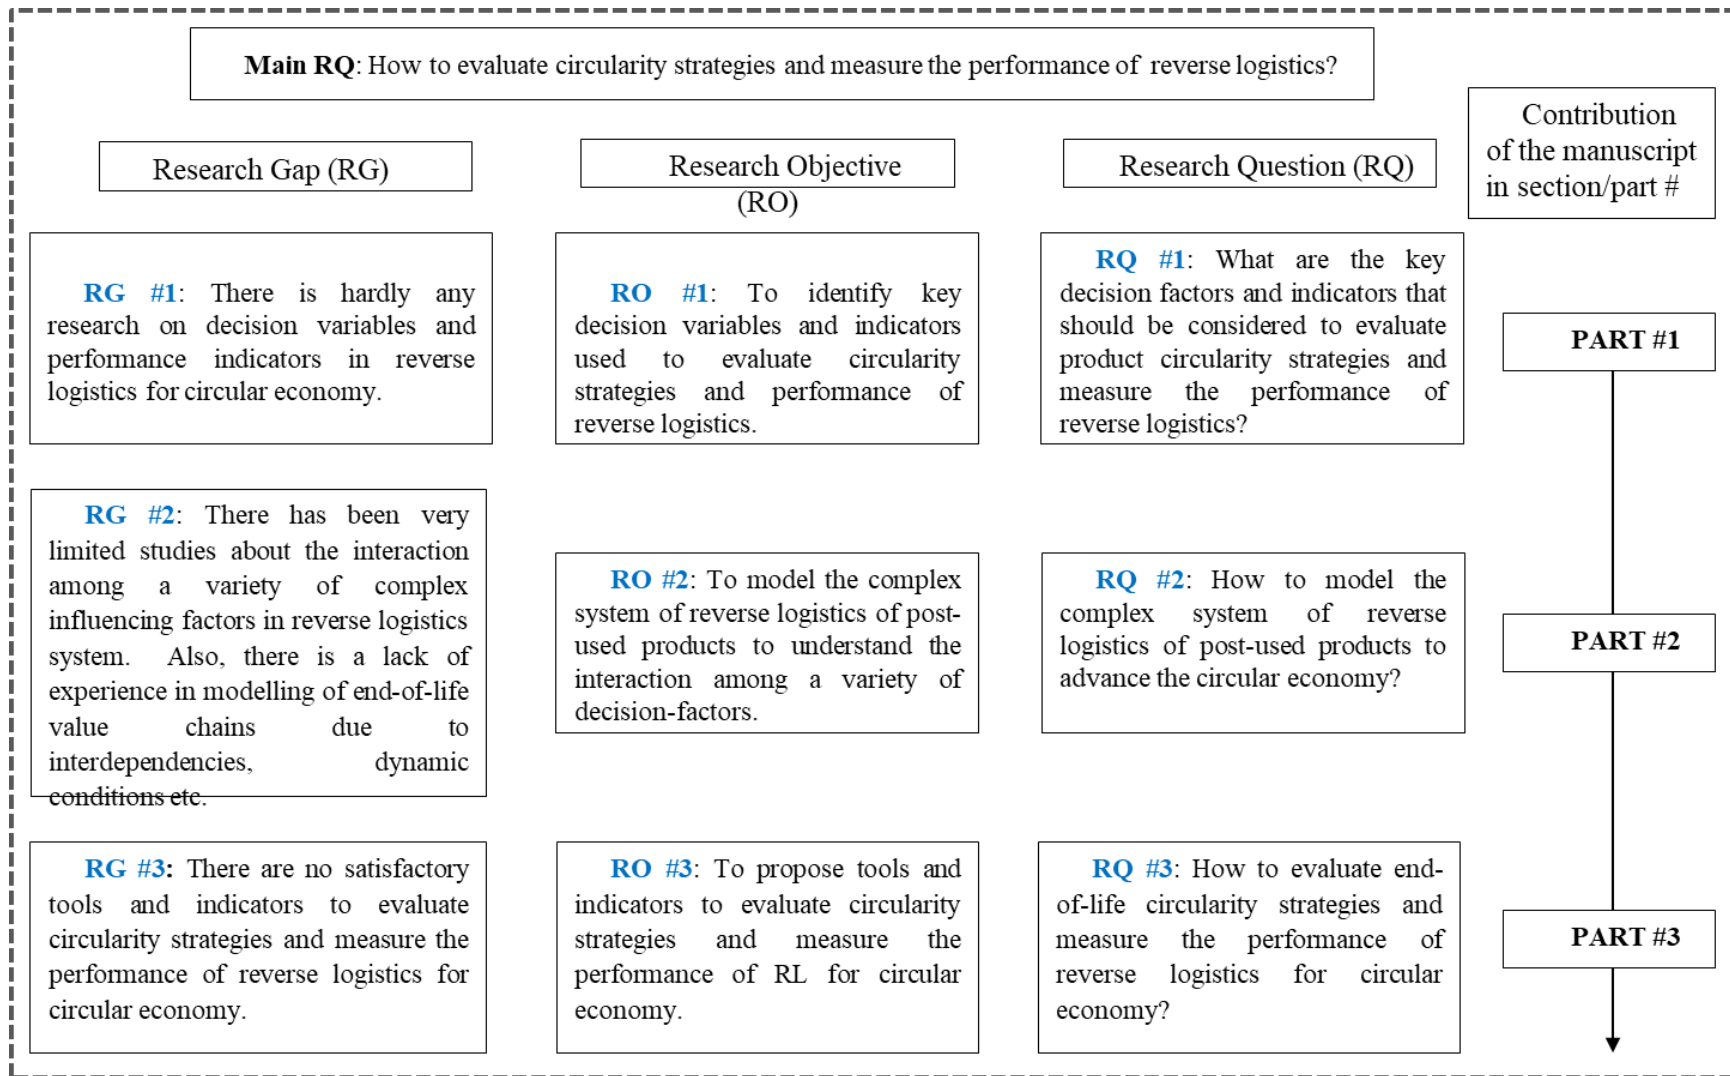 Main RQ: How to evaluate circularity strategies and measure the performance of reverse logistics?
Contribution
of the manuscript
in section/part #
Research Gap (RG)
Research Objective
(RO)
Research Question (RQ)
RG #1: There is hardly any
research on decision variables and
performance indicators in reverse
logistics for circular economy.
RO #1: To identify key
decision variables and indicators
used to evaluate circularity
strategies and performance of
reverse logistics.
RQ #1: What are the key
decision factors and indicators that
should be considered to evaluate
product circularity strategies and
measure the performance of
reverse logistics?
PART #1
RG #2: There has been very
limited studies about the interaction
among a variety of complex
influencing factors in reverse logistics
system. Also, there is a lack of
experience in modelling of end-of-life
value chains due to
interdependencies, dynamic
conditions etc.
RO #2: To model the complex
system of reverse logistics of post-
used products to understand the
interaction among a variety of
decision-factors.
RQ #2: How to model the
complex system of reverse
logistics of post-used products to
advance the circular economy?
PART #2
RG #3: There are no satisfactory
tools and indicators to evaluate
circularity strategies and measure the
performance of reverse logistics for
circular economy.
RO #3: To propose tools and
indicators to evaluate circularity
strategies and measure the
performance of RL for circular
economy.
RQ #3: How to evaluate end-
of-life circularity strategies and
measure the performance of
reverse logistics for circular
economy?
PART #3